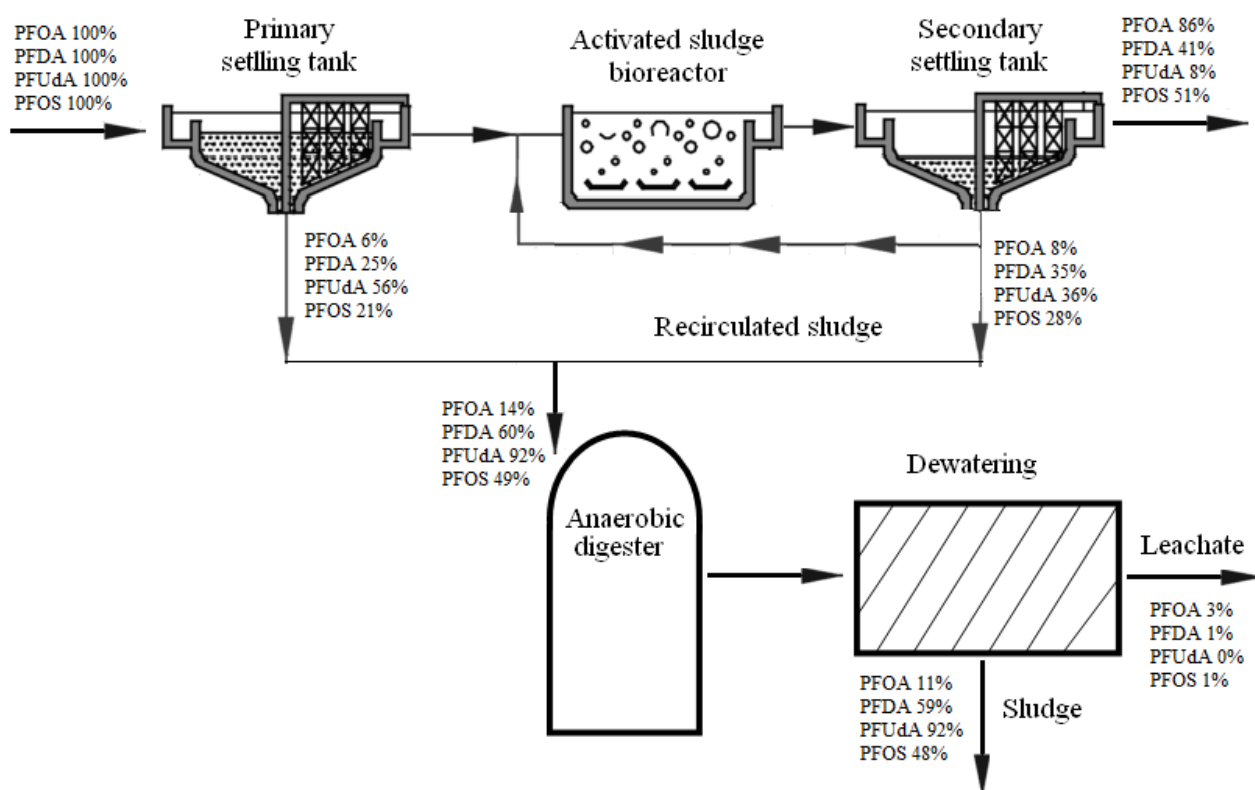 PFOA 100%
PFDA 100%
PFUdA 100%
PFOS 100%
Primary
setlling tank
Activated sludge
bioreactor
Secondary
settling tank
PFOA 86%
PFDA 41%
PFUdA 8%
PFOS 51%
PFOA 6%
PFDA 25%
PFUdA 56%
PFOS 21%
PFOA 8%
PFDA 35%
PFUdA 36%
PFOS 28%
Recirculated sludge
PFOA 14%
PFDA 60%
PFUdA 92%
PFOS 49%
Anaerobic
digester
Dewatering
Leachate
PFOA 3%
PFDA 1%
PFUdA 0%
PFOS 1%
PFOA 11%
PFDA 59%
PFUdA 92%
PFOS 48%
Sludge